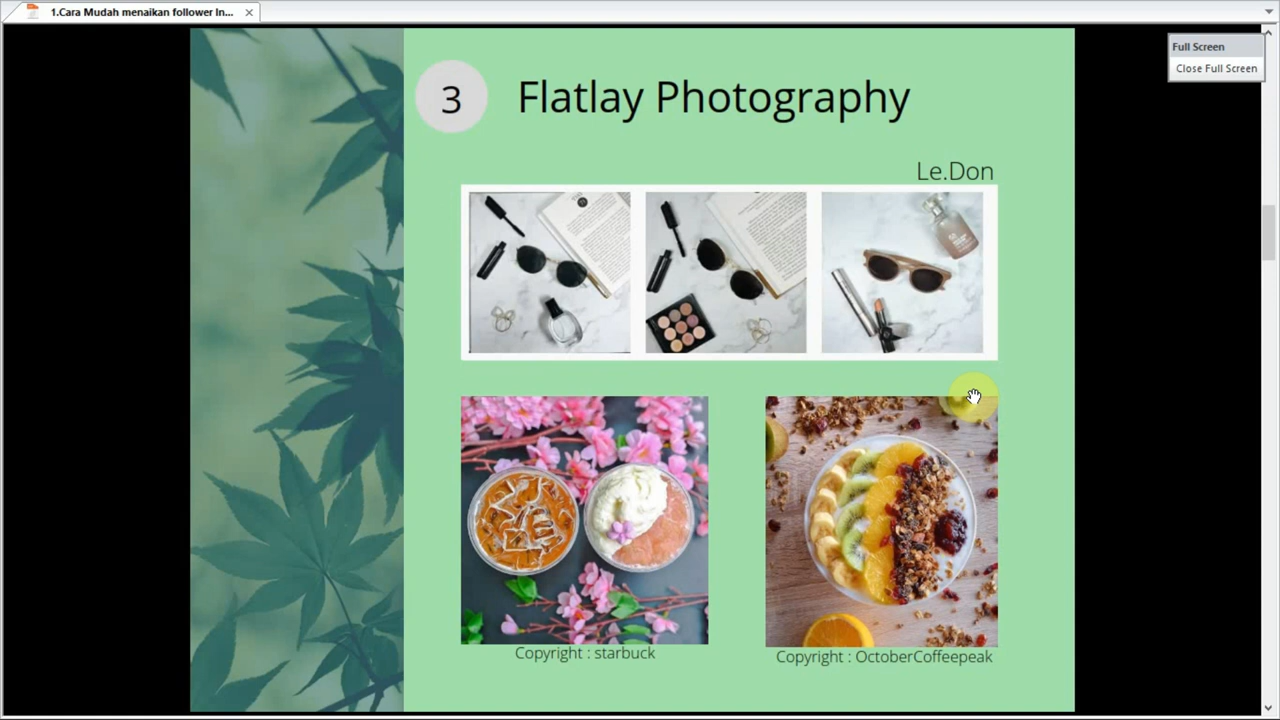 1.Cara Mudah menaikan follower In...
Full Screen
Close Full Screen
3
Flatlay Photography
Le.Don
Copyright : starbuck
Copyright : OctoberCoffeepeak